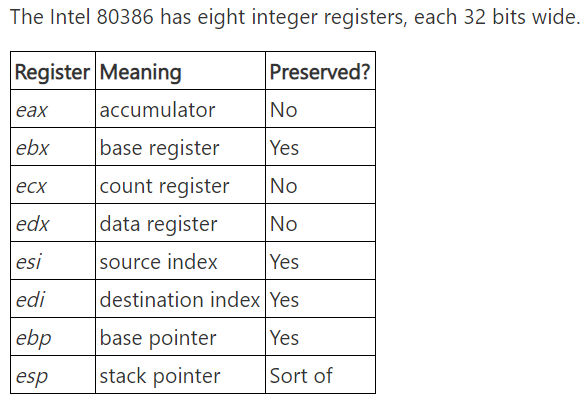 The Intel 80386 has eight integer registers, each 32 bits wide.
Register Meaning Preserved?
eax accumulator No
ebx base register Yes
ecx count register No
edx data register No
esi source index Yes
edi destination index Yes
ebp base pointer Yes
esp stack pointer Sort of